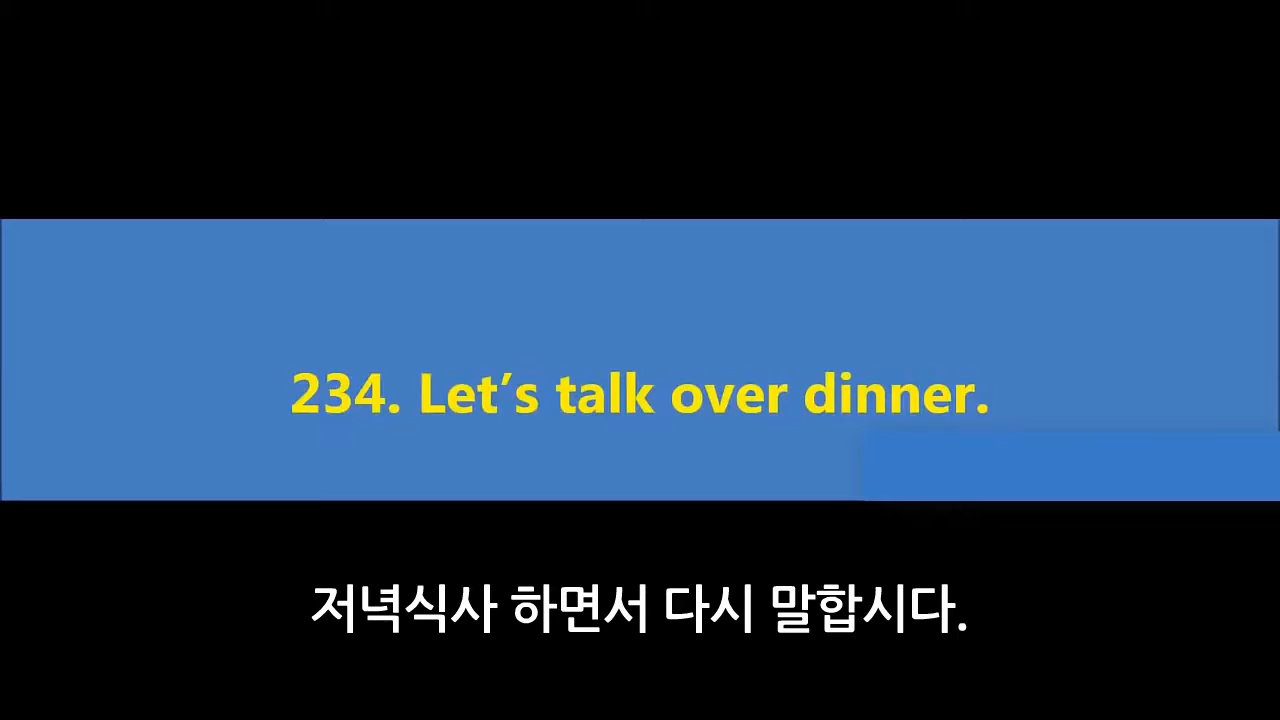 234. Let’s talk over dinner.
저녁식사 하면서 다시 말합시다.